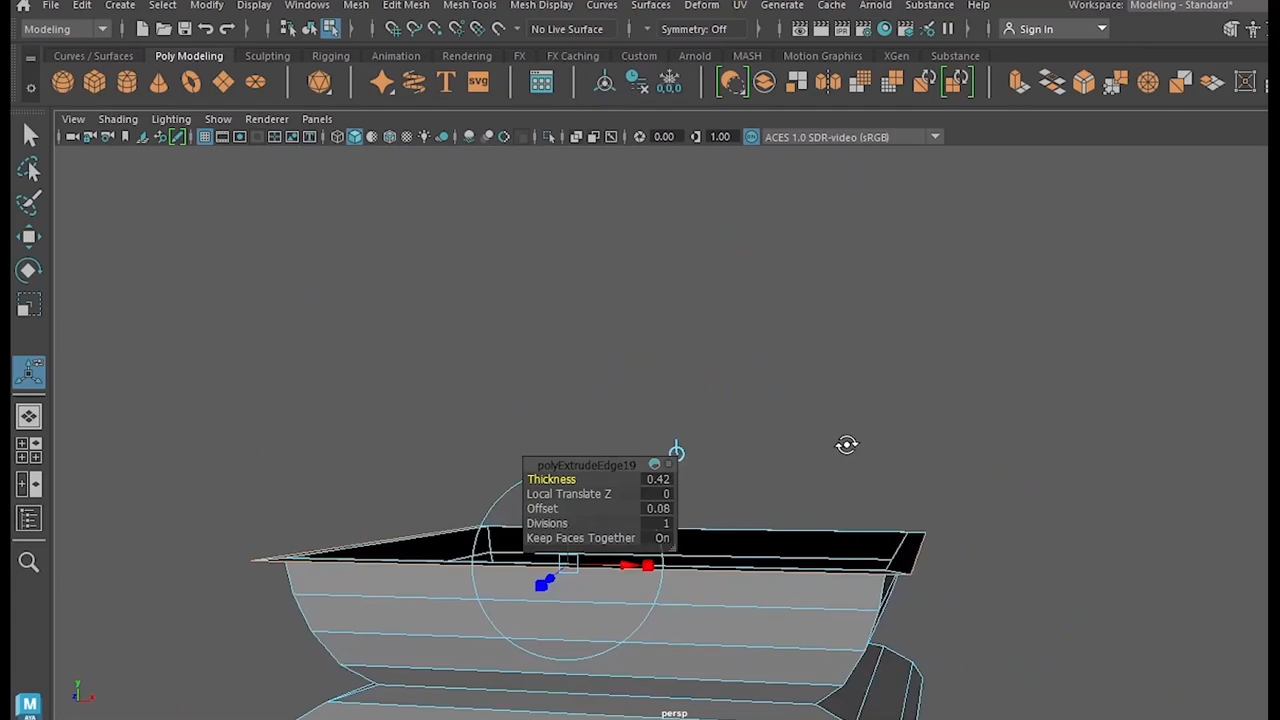 File Edit Create Select Modify Display Windows Mesh Edit Mesh Mesh Tools Mesh Display Curves Surfaces Deform UV Generate Cache Arnold Substance Help Workspace: Modeling - Standard*
Modeling No Live Surface Symmetry: Off Sign In
Curves / Surfaces Poly Modeling Sculpting Rigging Animation Rendering FX FX Caching Custom Arnold MASH Motion Graphics XGen Substance
T svg 0,0,0
View Shading Lighting Show Renderer Panels
0.00 1.00 ACES 1.0 SDR-video (sRGB)
polyExtrudeEdge19
Thickness 0.42
Local Translate Z 0
Offset 0.08
Divisions 1
Keep Faces Together On
y
z x
M
persp